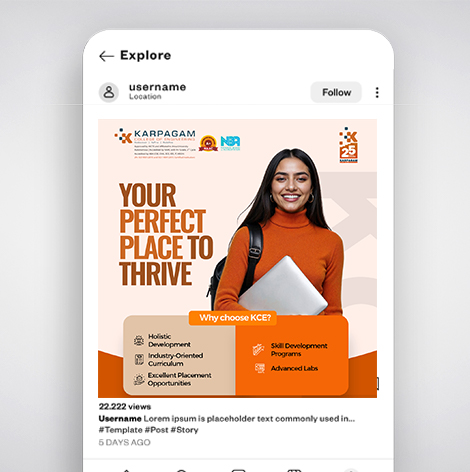 Explore
username
Location
Follow
KARPAGAM
COLLEGE OF ENGINEERING
25
KARPAGAM
YOUR
PERFECT
PLACE TO
THRIVE
Why choose KCE?
Holistic
Development
Industry-Oriented
Curriculum
Excellent Placement
Opportunities
Skill Development
Programs
Advanced Labs
22.222 views
Username Lorem ipsum is placeholder text commonly used in...
#Template #Post #Story
5 DAYS AGO